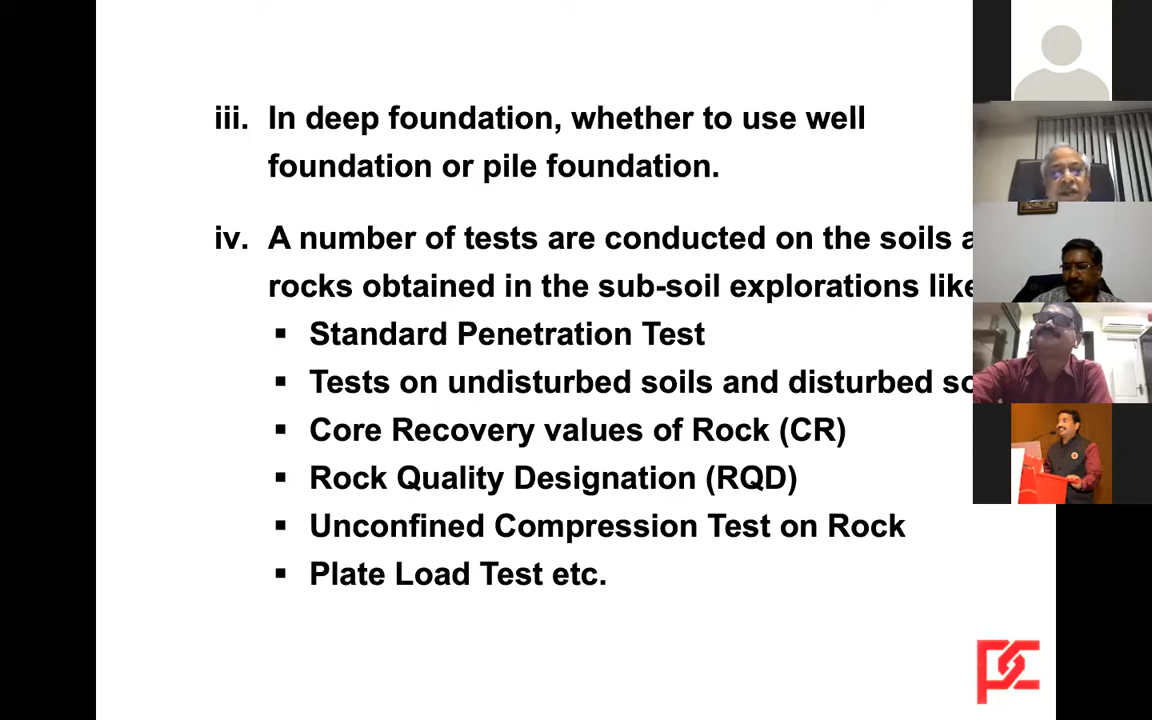 iii. In deep foundation, whether to use well
foundation or pile foundation.
iv. A number of tests are conducted on the soils
rocks obtained in the sub-soil explorations like
▪ Standard Penetration Test
▪ Tests on undisturbed soils and disturbed
▪ Core Recovery values of Rock (CR)
▪ Rock Quality Designation (RQD)
▪ Unconfined Compression Test on Rock
▪ Plate Load Test etc.